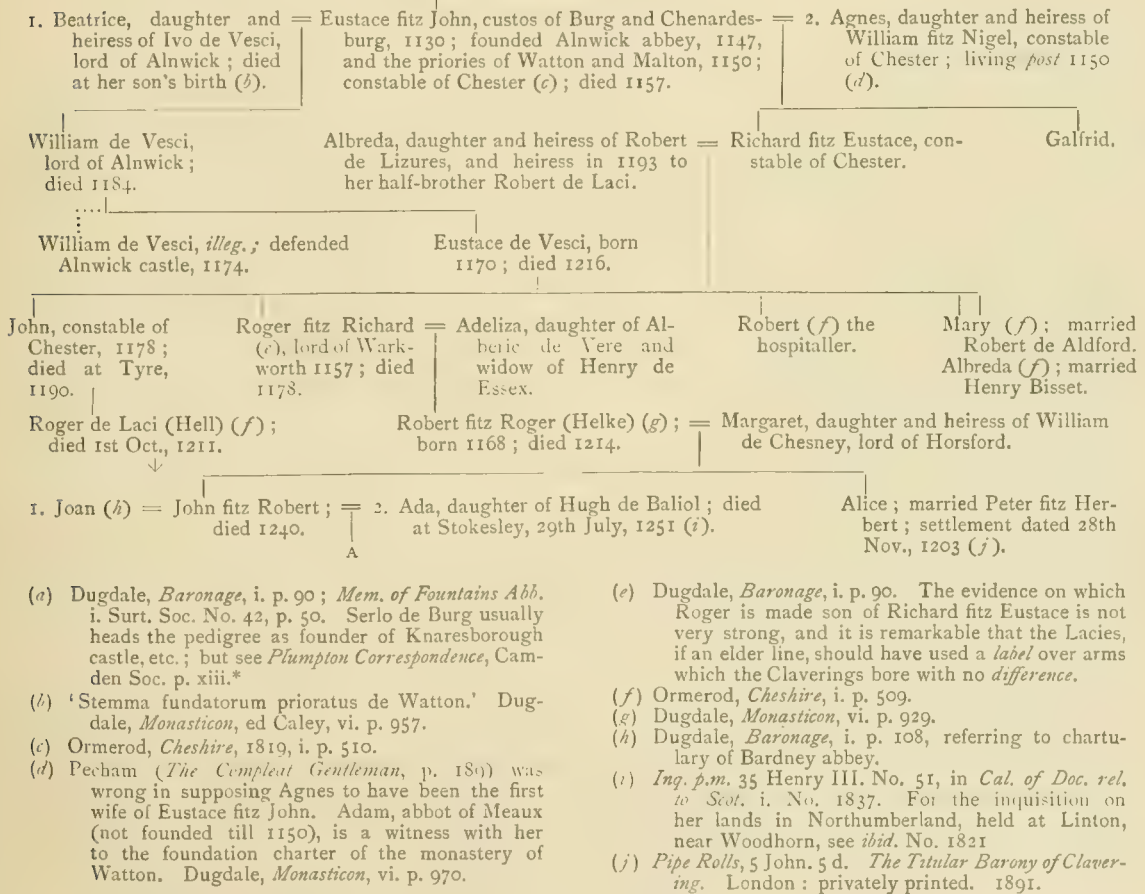 1. Beatrice, daughter and
heiress of Ivo de Vesci,
lord of Alnwick ; died
at her son's birth (b).
= Eustace fitz John, custos of Burg and Chenardes-
burg, 1130 ; founded Alnwick abbey, 1147,
and the priories of Watton and Malton, 1150 ;
constable of Chester (c) ; died 1157.
= 2. Agnes, daughter and heiress of
William fitz Nigel, constable
of Chester ; living post 1150
(d).
William de Vesci,
lord of Alnwick ;
died 1184.
Albreda, daughter and heiress of Robert
de Lizures, and heiress in 1193 to
her half-brother Robert de Laci.
= Richard fitz Eustace, con-
stable of Chester.
Galfrid.
William de Vesci, illeg. ; defended
Alnwick castle, 1174.
Eustace de Vesci, born
1170 ; died 1216.
John, constable of
Chester, 1178 ;
died at Tyre,
1190.
Roger fitz Richard
(e), lord of Wark-
worth 1157 ; died
1178.
= Adeliza, daughter of Al-
beric de Vere and
widow of Henry de
Essex.
Robert (f) the
hospitaller.
Mary (f) ; married
Robert de Aldford.
Albreda (f) ; married
Henry Bisset.
Roger de Laci (Hell) (f) ;
died 1st Oct., 1211.
Robert fitz Roger (Helke) (g) ;
born 1168 ; died 1214.
= Margaret, daughter and heiress of William
de Chesney, lord of Horsford.
1. Joan (h) = John fitz Robert ; = 2. Ada, daughter of Hugh de Baliol ; died
died 1240. at Stokesley, 29th July, 1251 (i).
A
Alice ; married Peter fitz Her-
bert ; settlement dated 28th
Nov., 1203 (j).
(a) Dugdale, Baronage, i. p. 90 ; Mem. of Fountains Abb.
i. Surt. Soc. No. 42, p. 50. Serlo de Burg usually
heads the pedigree as founder of Knaresborough
castle, etc. ; but see Plumpton Correspondence, Cam-
den Soc. p. xiii.*
(b) 'Stemma fundatorum prioratus de Watton.' Dug-
dale, Monasticon, ed Caley, vi. p. 957.
(c) Ormerod, Cheshire, 1819, i. p. 510.
(d) Pecham (The Compleat Gentleman, p. 189) was
wrong in supposing Agnes to have been the first
wife of Eustace fitz John. Adam, abbot of Meaux
(not founded till 1150), is a witness with her
to the foundation charter of the monastery of
Watton. Dugdale, Monasticon, vi. p. 970.
(e) Dugdale, Baronage, i. p. 90. The evidence on which
Roger is made son of Richard fitz Eustace is not
very strong, and it is remarkable that the Lacies,
if an elder line, should have used a label over arms
which the Claverings bore with no difference.
(f) Ormerod, Cheshire, i. p. 509.
(g) Dugdale, Monasticon, vi. p. 929.
(h) Dugdale, Baronage, i. p. 108, referring to chartu-
lary of Bardney abbey.
(i) Inq. p.m. 35 Henry III. No. 51, in Cal. of Doc. rel.
to Scot. i. No. 1837. For the inquisition on
her lands in Northumberland, held at Linton,
near Woodhorn, see ibid. No. 1821
(j) Pipe Rolls, 5 John. 5 d. The Titular Barony of Claver-
ing. London : privately printed. 1891.